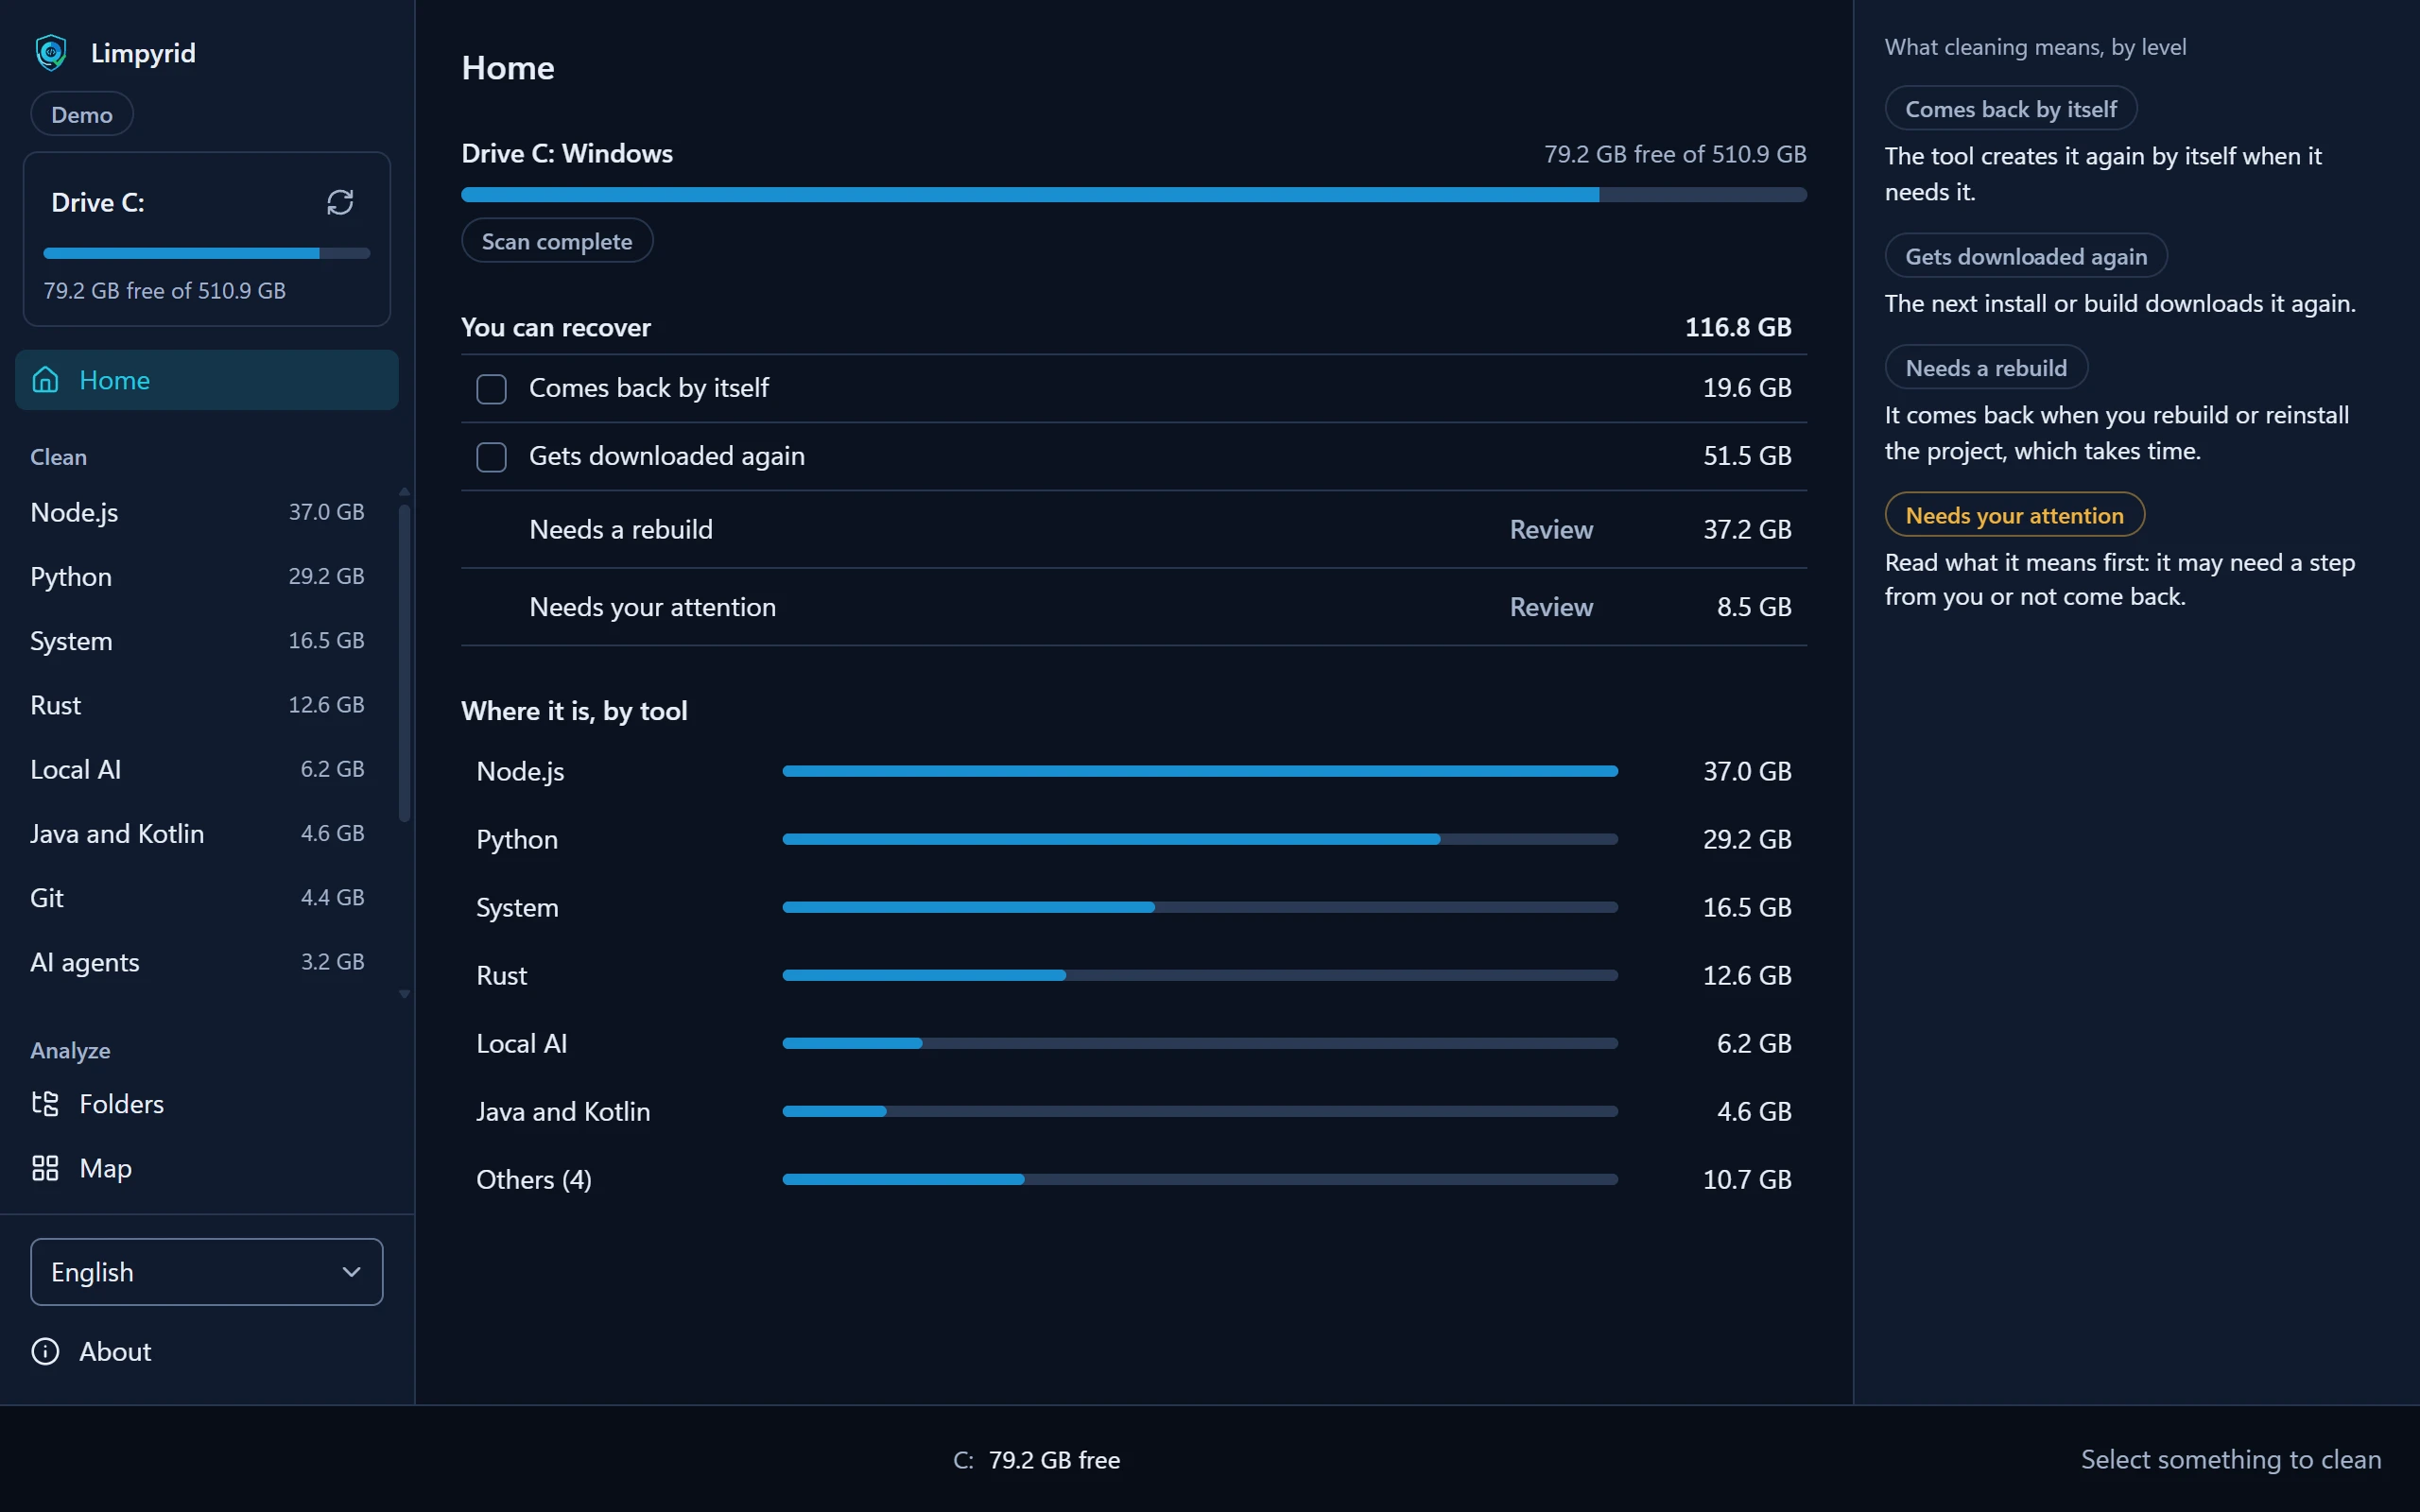 Limpyrid
Demo
Drive C:
79.2 GB free of 510.9 GB
Home
Clean
Node.js 37.0 GB
Python 29.2 GB
System 16.5 GB
Rust 12.6 GB
Local AI 6.2 GB
Java and Kotlin 4.6 GB
Git 4.4 GB
AI agents 3.2 GB
Analyze
Folders
Map
English
About
Home
Drive C: Windows 79.2 GB free of 510.9 GB
Scan complete
You can recover 116.8 GB
Comes back by itself 19.6 GB
Gets downloaded again 51.5 GB
Needs a rebuild Review 37.2 GB
Needs your attention Review 8.5 GB
Where it is, by tool
Node.js 37.0 GB
Python 29.2 GB
System 16.5 GB
Rust 12.6 GB
Local AI 6.2 GB
Java and Kotlin 4.6 GB
Others (4) 10.7 GB
What cleaning means, by level
Comes back by itself
The tool creates it again by itself when it
needs it.
Gets downloaded again
The next install or build downloads it again.
Needs a rebuild
It comes back when you rebuild or reinstall
the project, which takes time.
Needs your attention
Read what it means first: it may need a step
from you or not come back.
C: 79.2 GB free
Select something to clean